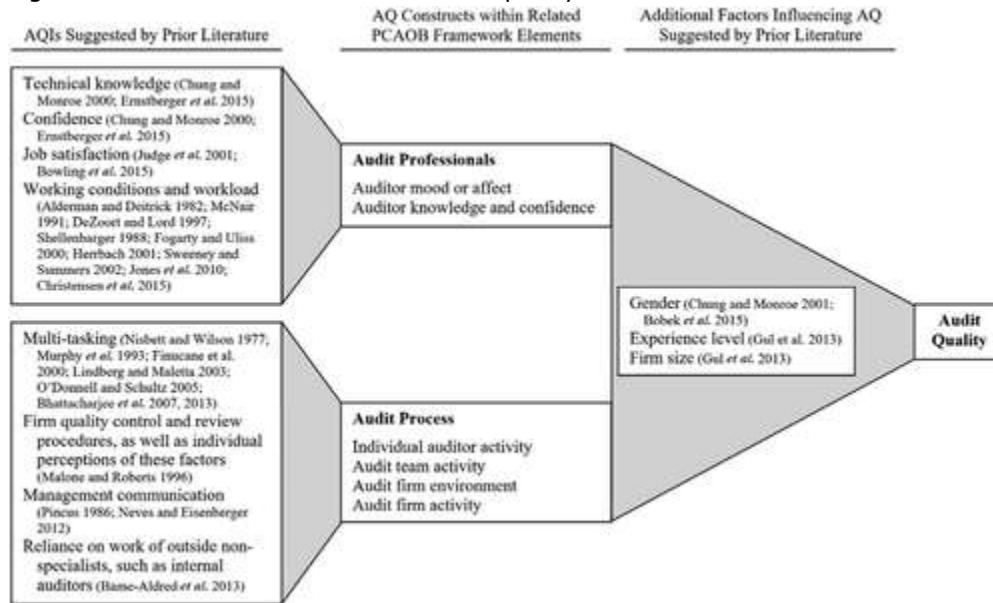 AQIs Suggested by Prior Literature
AQ Constructs within Related
PCAOB Framework Elements
Additional Factors Influencing AQ
Suggested by Prior Literature
Technical knowledge (Chung and
Monroe 2000; Ernstberger et al. 2015)
Confidence (Chung and Monroe 2000;
Ernstberger et al. 2015)
Job satisfaction (Judge et al. 2001;
Bowling et al. 2015)
Working conditions and workload
(Alderman and Deitrick 1982; McNair
1991; DeZoort and Lord 1997;
Shellenbarger 1988; Fogarty and Uliss
2000; Herrbach 2001; Sweeney and
Summers 2002; Jones et al. 2010;
Christensen et al. 2015)
Multi-tasking (Nisbett and Wilson 1977;
Murphy et al. 1993; Finucane et al.
2000; Lindberg and Maletta 2003;
O'Donnell and Schultz 2005;
Bhattacharjee et al. 2007, 2013)
Firm quality control and review
procedures, as well as individual
perceptions of these factors
(Malone and Roberts 1996)
Management communication
(Pincus 1986; Neves and Eisenberger
2012)
Reliance on work of outside non-
specialists, such as internal
auditors (Bame-Aldred et al. 2013)
Audit Professionals
Auditor mood or affect
Auditor knowledge and confidence
Audit Process
Individual auditor activity
Audit team activity
Audit firm environment
Audit firm activity
Gender (Chung and Monroe 2001;
Bobek et al. 2015)
Experience level (Gul et al. 2013)
Firm size (Gul et al. 2013)
Audit
Quality